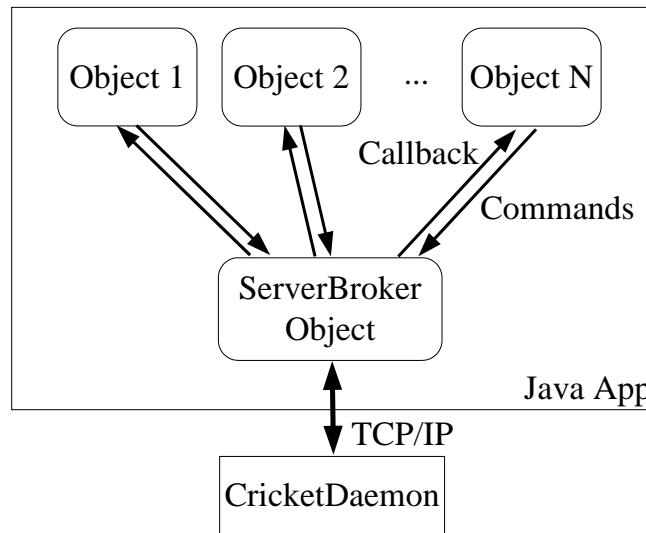 Object 1
Object 2
...
Object N
Callback
Commands
ServerBroker
Object
Java App
TCP/IP
CricketDaemon